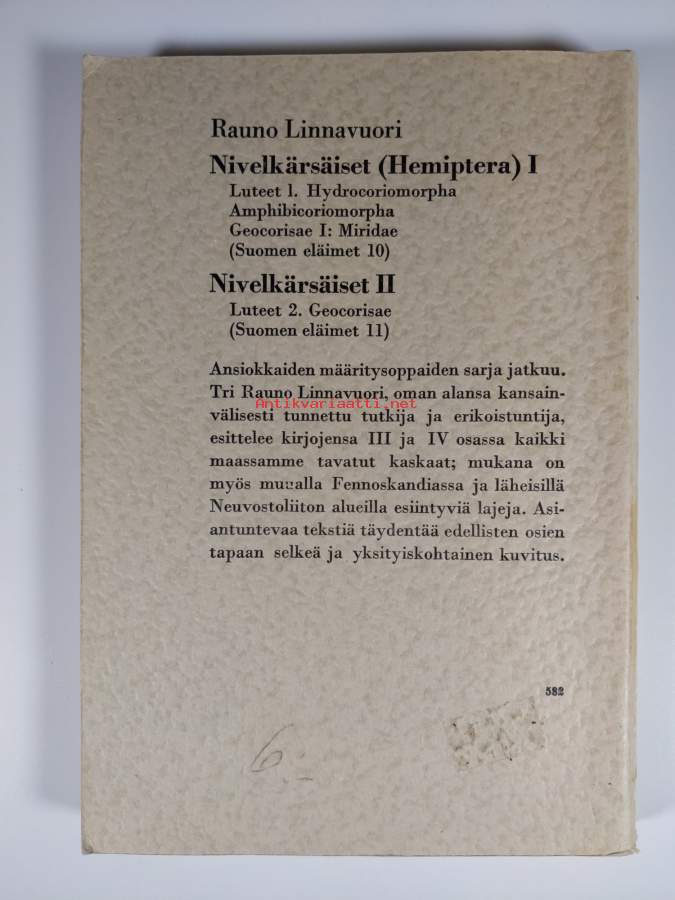 Rauno Linnavuori
Nivelkärsäiset (Hemiptera) I
Luteet 1. Hydrocoriomorpha
Amphibicoriomorpha
Geocorisae I: Miridae
(Suomen eläimet 10)
Nivelkärsäiset II
Luteet 2. Geocorisae
(Suomen eläimet 11)
Ansiokkaiden määritysoppaiden sarja jatkuu.
Tri Rauno Linnavuori, oman alansa kansain-
Antikvariaatti.net
välisesti tunnettu tutkija ja erikoistuntija,
esittelee kirjojensa III ja IV osassa kaikki
maassamme tavatut kaskaat; mukana on
myös muualla Fennoskandiassa ja läheisillä
Neuvostoliiton alueilla esiintyviä lajeja. Asi-
antuntevaa tekstiä täydentää edellisten osien
tapaan selkeä ja yksityiskohtainen kuvitus.
582
6:-